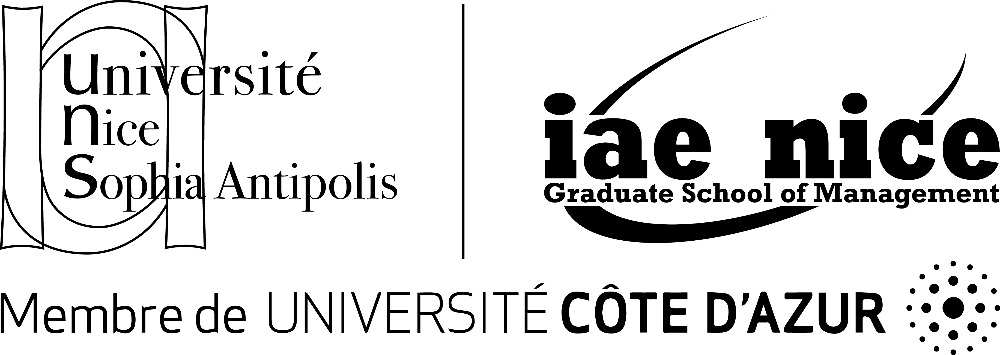 université
nice
Sophia Antipolis
iae nice
Graduate School of Management
Membre de UNIVERSITÉ CÔTE D'AZUR